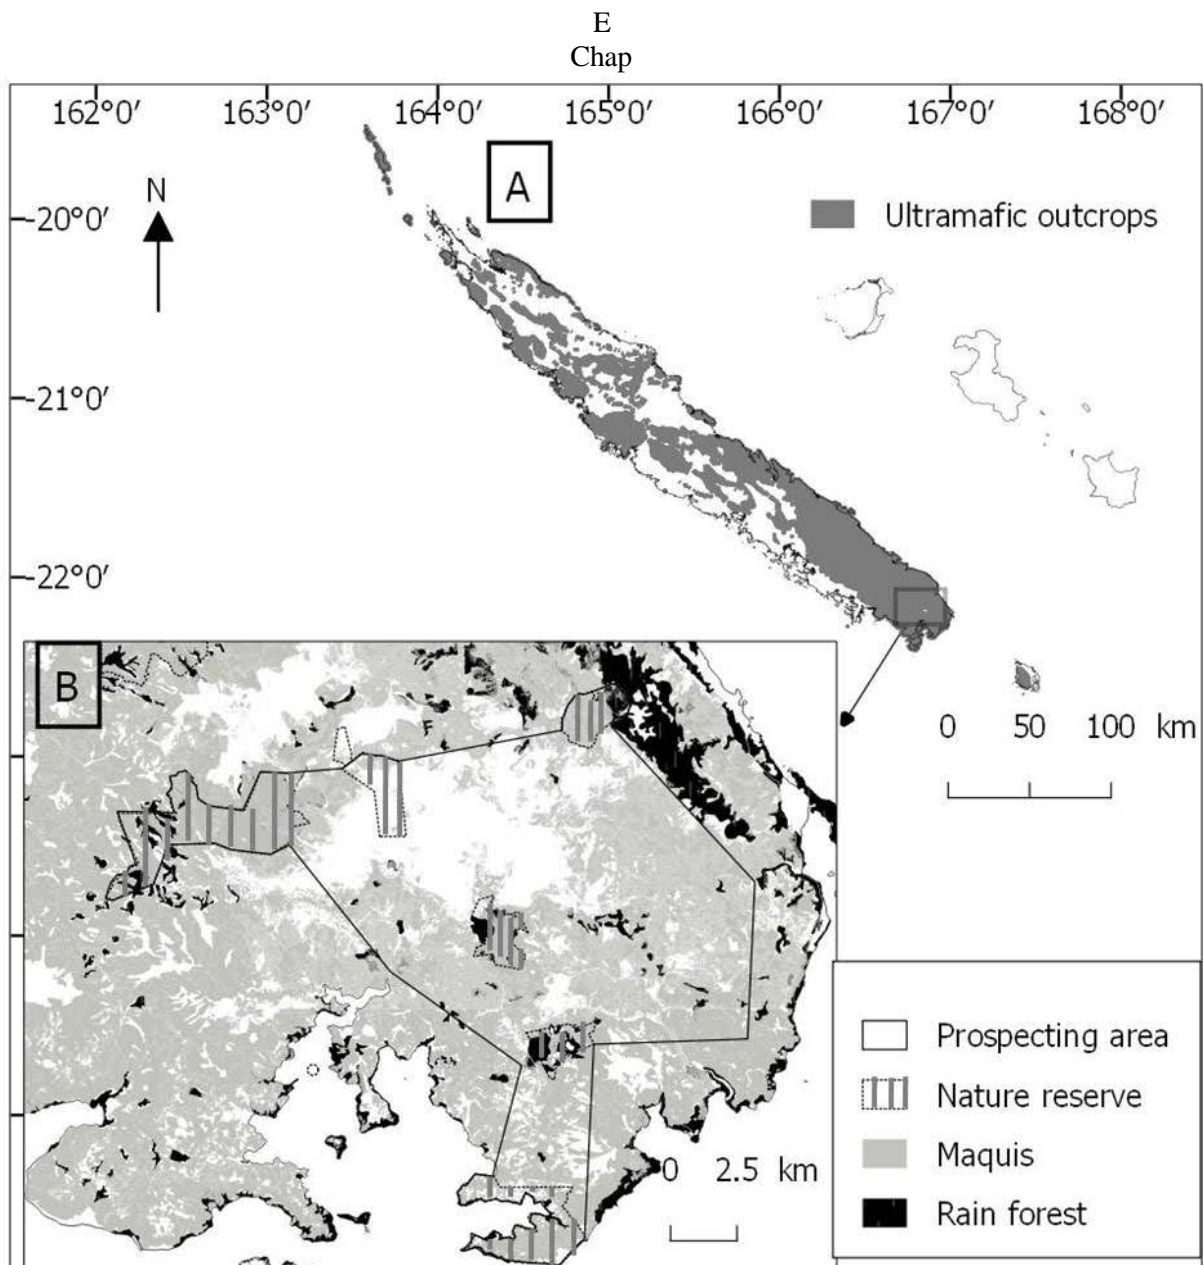 E
Chap
162°0′ 163°0′ 164°0′ 165°0′ 166°0′ 167°0′ 168°0′
N
A
-20°0′
Ultramafic outcrops
-21°0′
-22°0′
B
F
0 50 100 km
Prospecting area
Nature reserve
Maquis
Rain forest
0 2.5 km